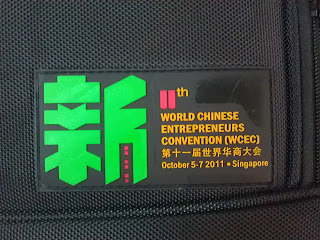 新
11th
WORLD CHINESE
ENTREPRENEURS
CONVENTION (WCEC)
第十一届世界华商大会
October 5-7 2011 • Singapore